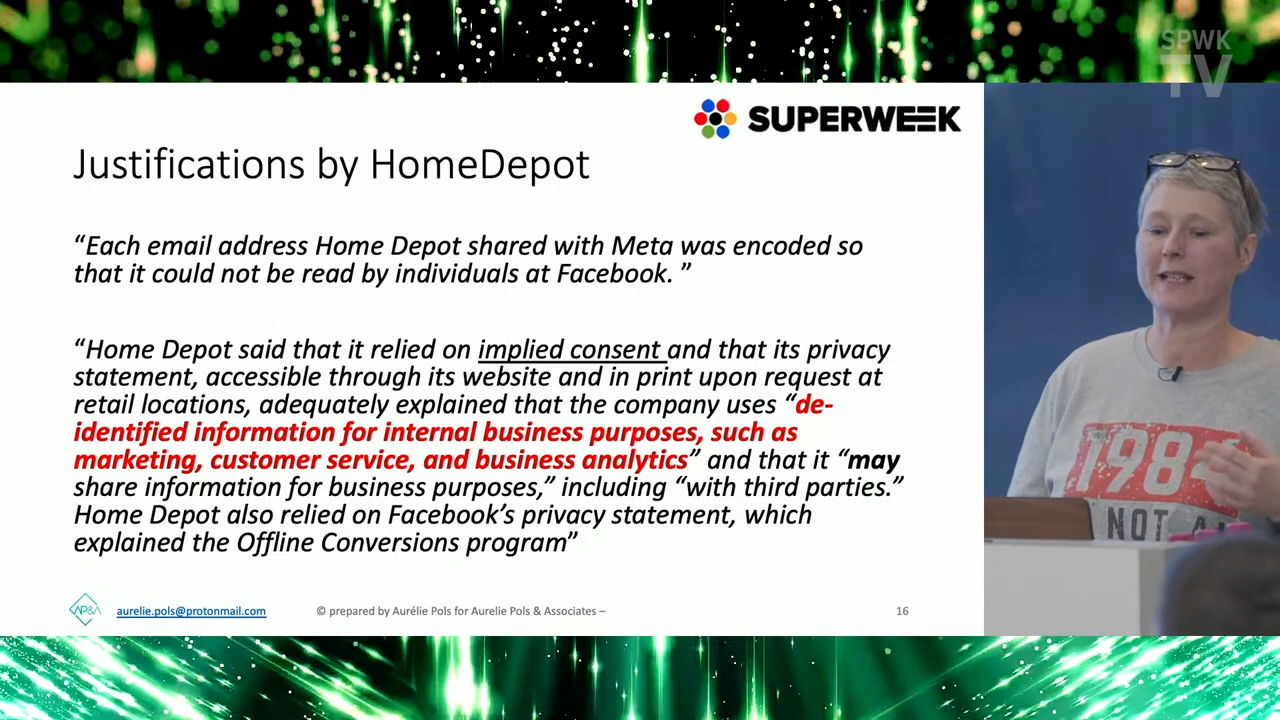 SPWK
TV
SUPERWEEK
Justifications by HomeDepot
“Each email address Home Depot shared with Meta was encoded so
that it could not be read by individuals at Facebook. ”
“Home Depot said that it relied on implied consent and that its privacy
statement, accessible through its website and in print upon request at
retail locations, adequately explained that the company uses “de-
identified information for internal business purposes, such as
marketing, customer service, and business analytics” and that it “may
share information for business purposes,” including “with third parties.”
Home Depot also relied on Facebook’s privacy statement, which
explained the Offline Conversions program”
AP&A
aurelie.pols@protonmail.com
© prepared by Aurélie Pols for Aurelie Pols & Associates –
16
1984
NOT